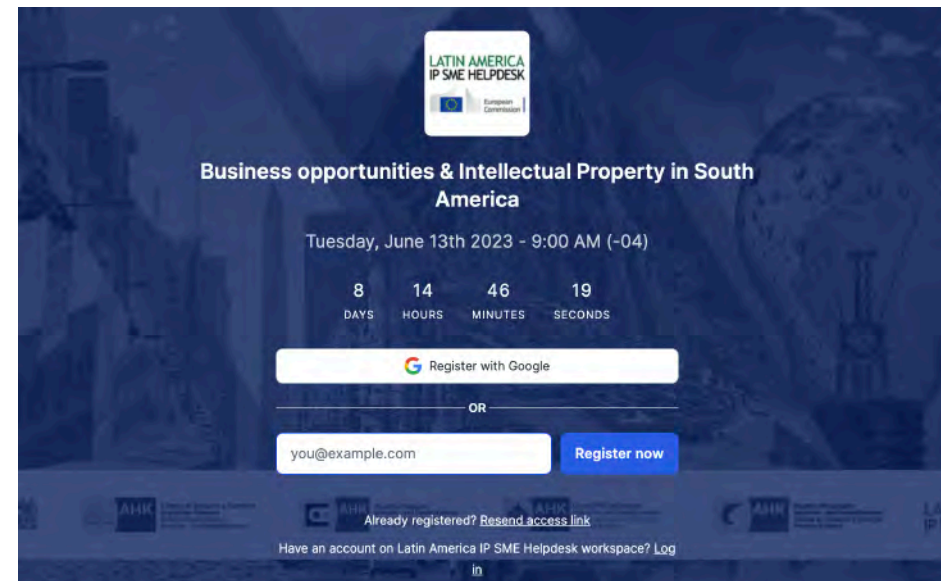 LATIN AMERICA
IP SME HELPDESK
European
Commission
Business opportunities & Intellectual Property in South
America
Tuesday, June 13th 2023 - 9:00 AM (-04)
8 14 46 19
DAYS HOURS MINUTES SECONDS
Register with Google
OR
you@example.com Register now
AHK AHK AHK AHK
Already registered? Resend access link
Have an account on Latin America IP SME Helpdesk workspace? Log
in